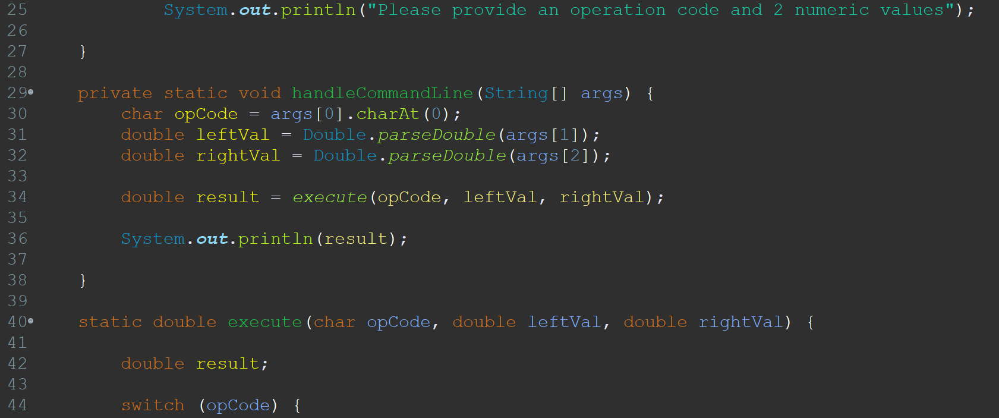 25 System.out.println("Please provide an operation code and 2 numeric values");
26
27 }
28
29 private static void handleCommandLine(String[] args) {
30 char opCode = args[0].charAt(0);
31 double leftVal = Double.parseDouble(args[1]);
32 double rightVal = Double.parseDouble(args[2]);
33
34 double result = execute(opCode, leftVal, rightVal);
35
36 System.out.println(result);
37
38 }
39
40 static double execute(char opCode, double leftVal, double rightVal) {
41
42 double result;
43
44 switch (opCode) {